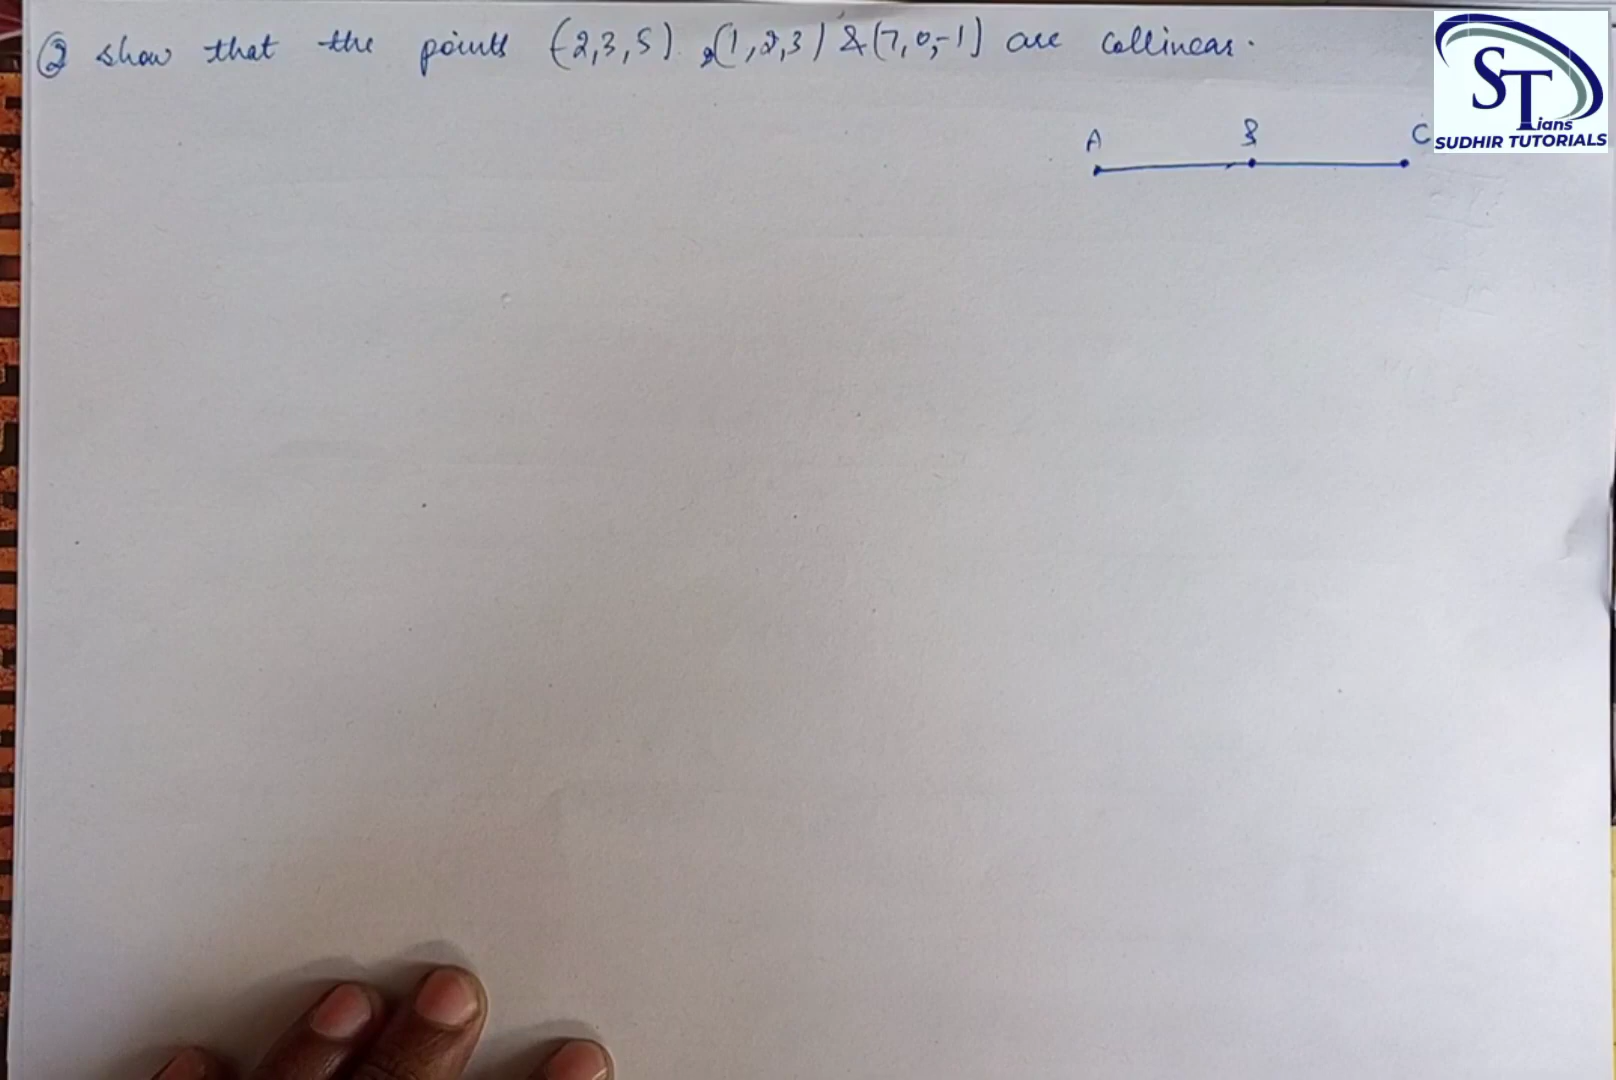 ② show that the points (-2,3,5), (1,2,3) & (7,0,-1) are collinear.
A B C
ST
ians
SUDHIR TUTORIALS